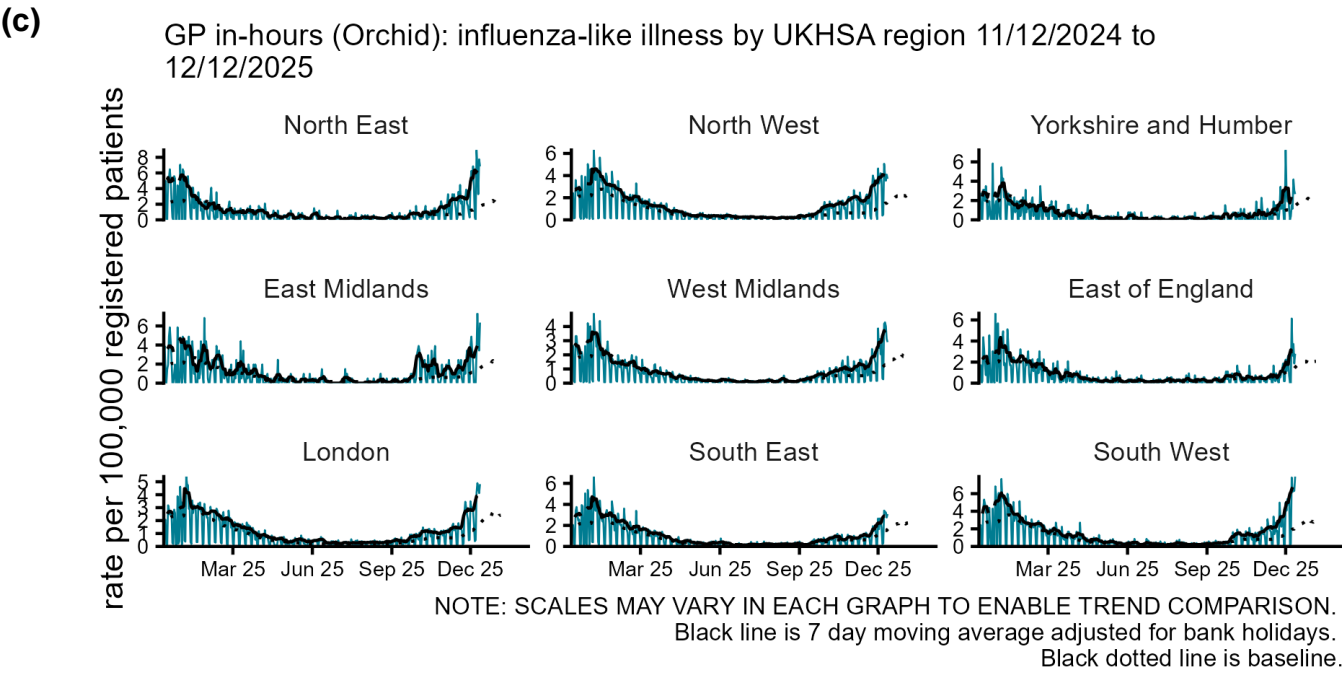 (c)
GP in-hours (Orchid): influenza-like illness by UKHSA region 11/12/2024 to
12/12/2025
rate per 100,000 registered patients
North East
8
6
4
2
0
North West
6
4
2
0
Yorkshire and Humber
6
4
2
0
East Midlands
6
4
2
0
West Midlands
4
3
2
1
0
East of England
6
4
2
0
London
5
4
3
2
1
0
Mar 25 Jun 25 Sep 25 Dec 25
South East
6
4
2
0
Mar 25 Jun 25 Sep 25 Dec 25
South West
6
4
2
0
Mar 25 Jun 25 Sep 25 Dec 25
NOTE: SCALES MAY VARY IN EACH GRAPH TO ENABLE TREND COMPARISON.
Black line is 7 day moving average adjusted for bank holidays.
Black dotted line is baseline.